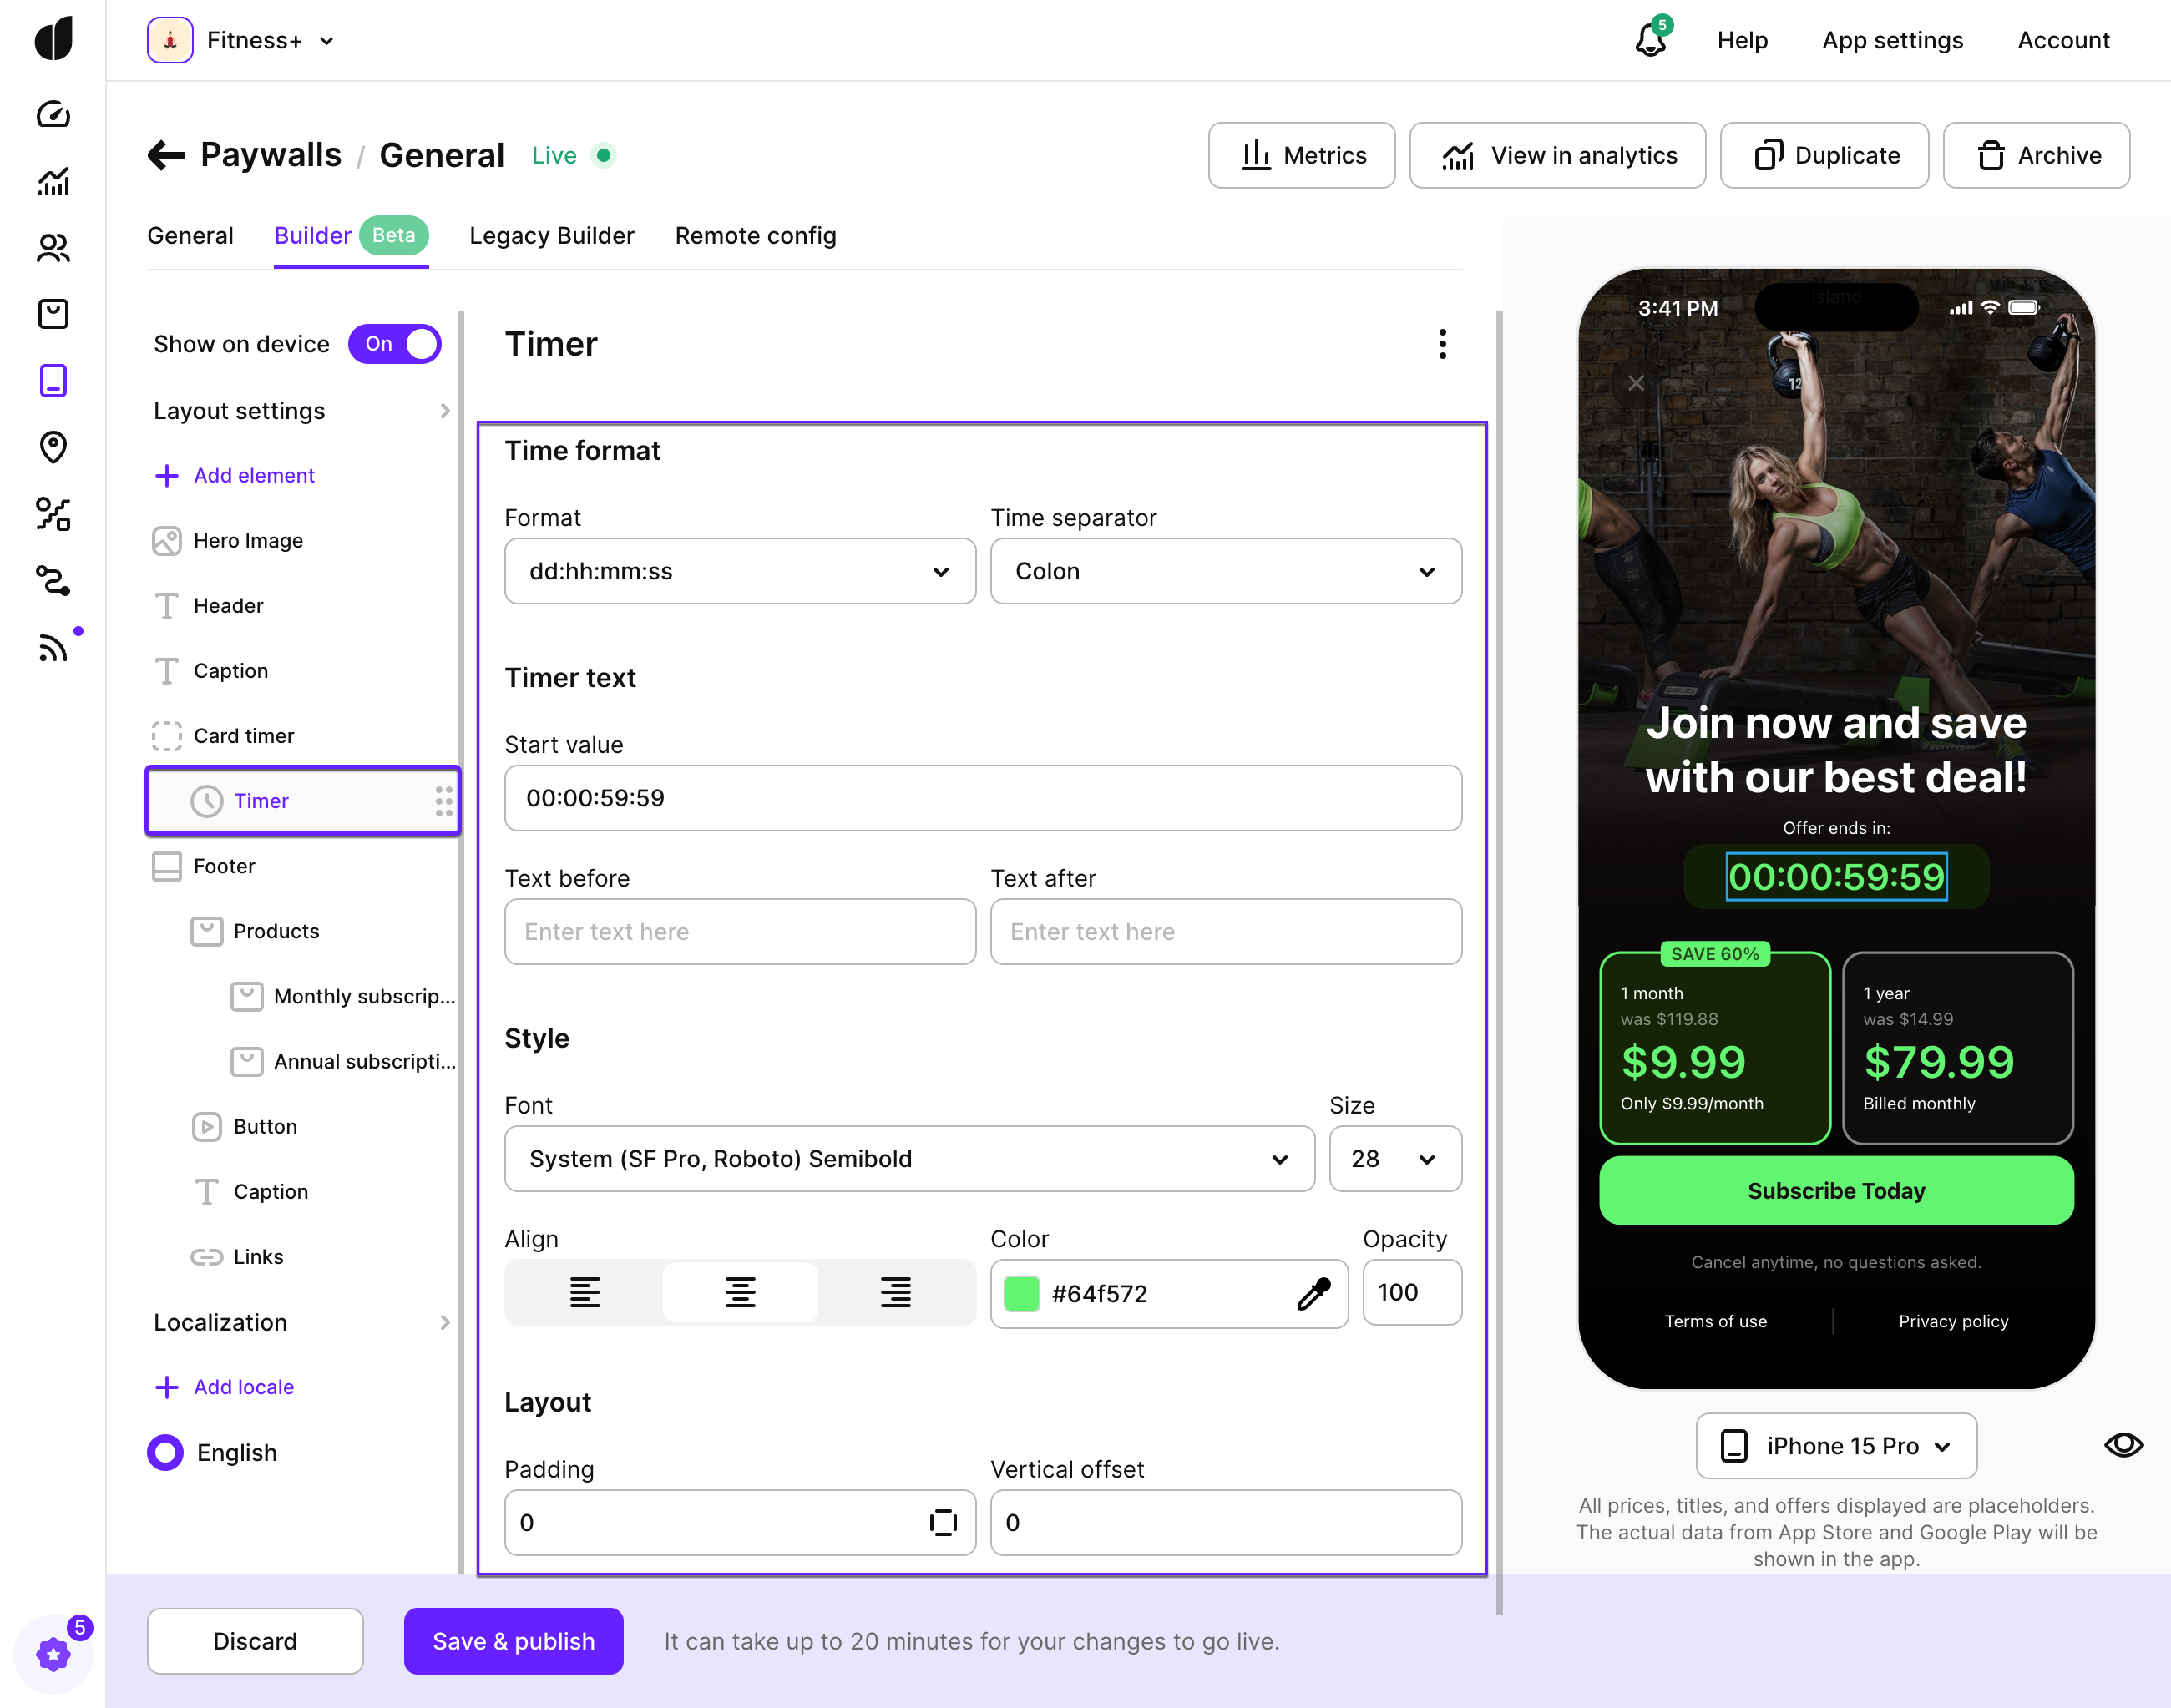 Fitness+
5
Help
App settings
Account
Paywalls / General
Live
Metrics
View in analytics
Duplicate
Archive
General
Builder
Beta
Legacy Builder
Remote config
Show on device
On
Layout settings
Add element
Hero Image
Header
Caption
Card timer
Timer
Footer
Products
Monthly subscrip...
Annual subscripti...
Button
Caption
Links
Localization
Add locale
English
Timer
Time format
Format
Time separator
dd:hh:mm:ss
Colon
Timer text
Start value
00:00:59:59
Text before
Text after
Enter text here
Enter text here
Style
Font
Size
System (SF Pro, Roboto) Semibold
28
Align
Color
Opacity
#64f572
100
Layout
Padding
Vertical offset
0
0
3:41 PM
island
12
Join now and save
with our best deal!
Offer ends in:
00:00:59:59
SAVE 60%
1 month
was $119.88
$9.99
Only $9.99/month
1 year
was $14.99
$79.99
Billed monthly
Subscribe Today
Cancel anytime, no questions asked.
Terms of use
Privacy policy
iPhone 15 Pro
All prices, titles, and offers displayed are placeholders.
The actual data from App Store and Google Play will be
shown in the app.
5
Discard
Save & publish
It can take up to 20 minutes for your changes to go live.